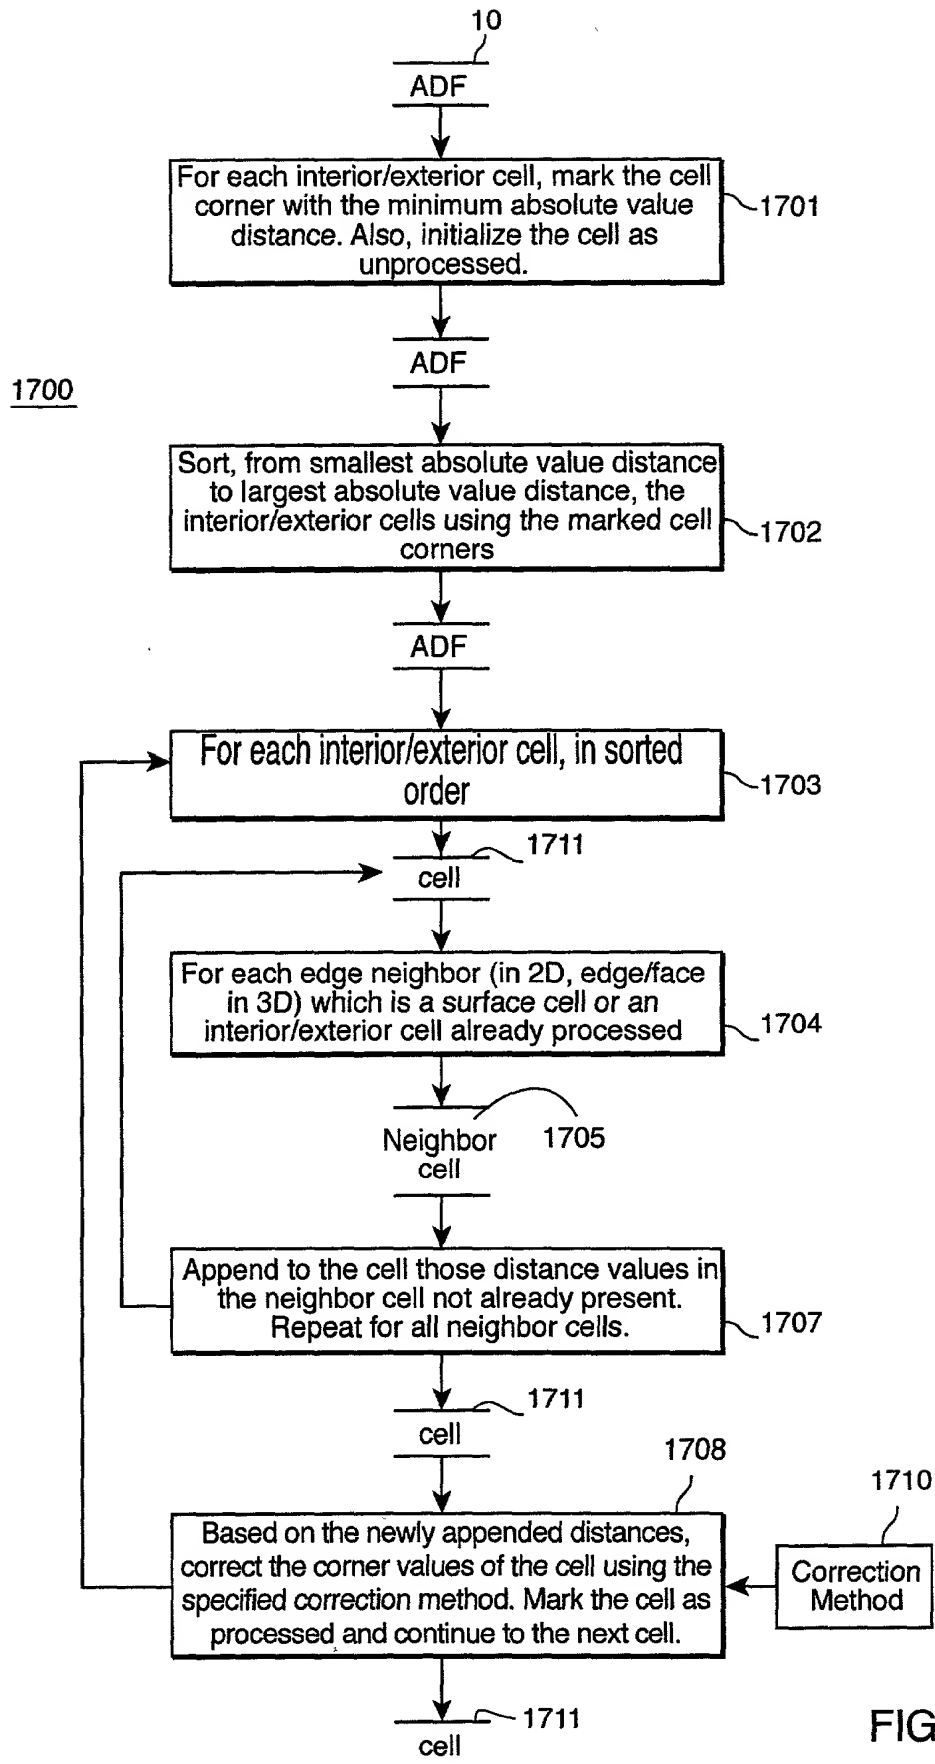 10
ADF
For each interior/exterior cell, mark the cell
corner with the minimum absolute value
distance. Also, initialize the cell as
unprocessed.
1701
ADF
1700
Sort, from smallest absolute value distance
to largest absolute value distance, the
interior/exterior cells using the marked cell
corners
1702
ADF
For each interior/exterior cell, in sorted
order
1703
1711
cell
For each edge neighbor (in 2D, edge/face
in 3D) which is a surface cell or an
interior/exterior cell already processed
1704
Neighbor
cell
1705
Append to the cell those distance values in
the neighbor cell not already present.
Repeat for all neighbor cells.
1707
1711
cell
1708
1710
Based on the newly appended distances,
correct the corner values of the cell using the
specified correction method. Mark the cell as
processed and continue to the next cell.
Correction
Method
1711
cell
FIG